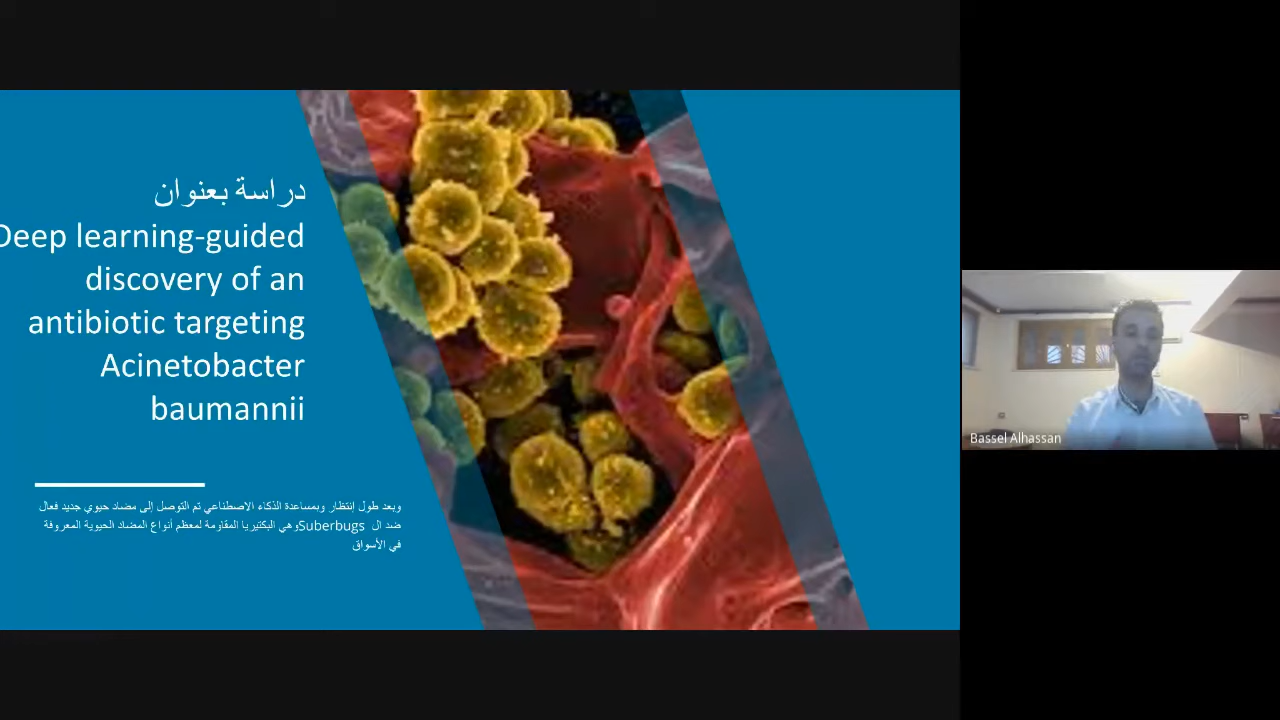 دراسة بعنوان
Deep learning-guided
discovery of an
antibiotic targeting
Acinetobacter
baumannii
وبعد طول إنتظار وبمساعدة الذكاء الاصطناعي تم التوصل إلى مضاد حيوي جديد فعال
ضد ال Suberbugsوهي البكتيريا المقاومة لمعظم أنواع المضاد الحيوية المعروفة
في الأسواق
Bassel Alhassan